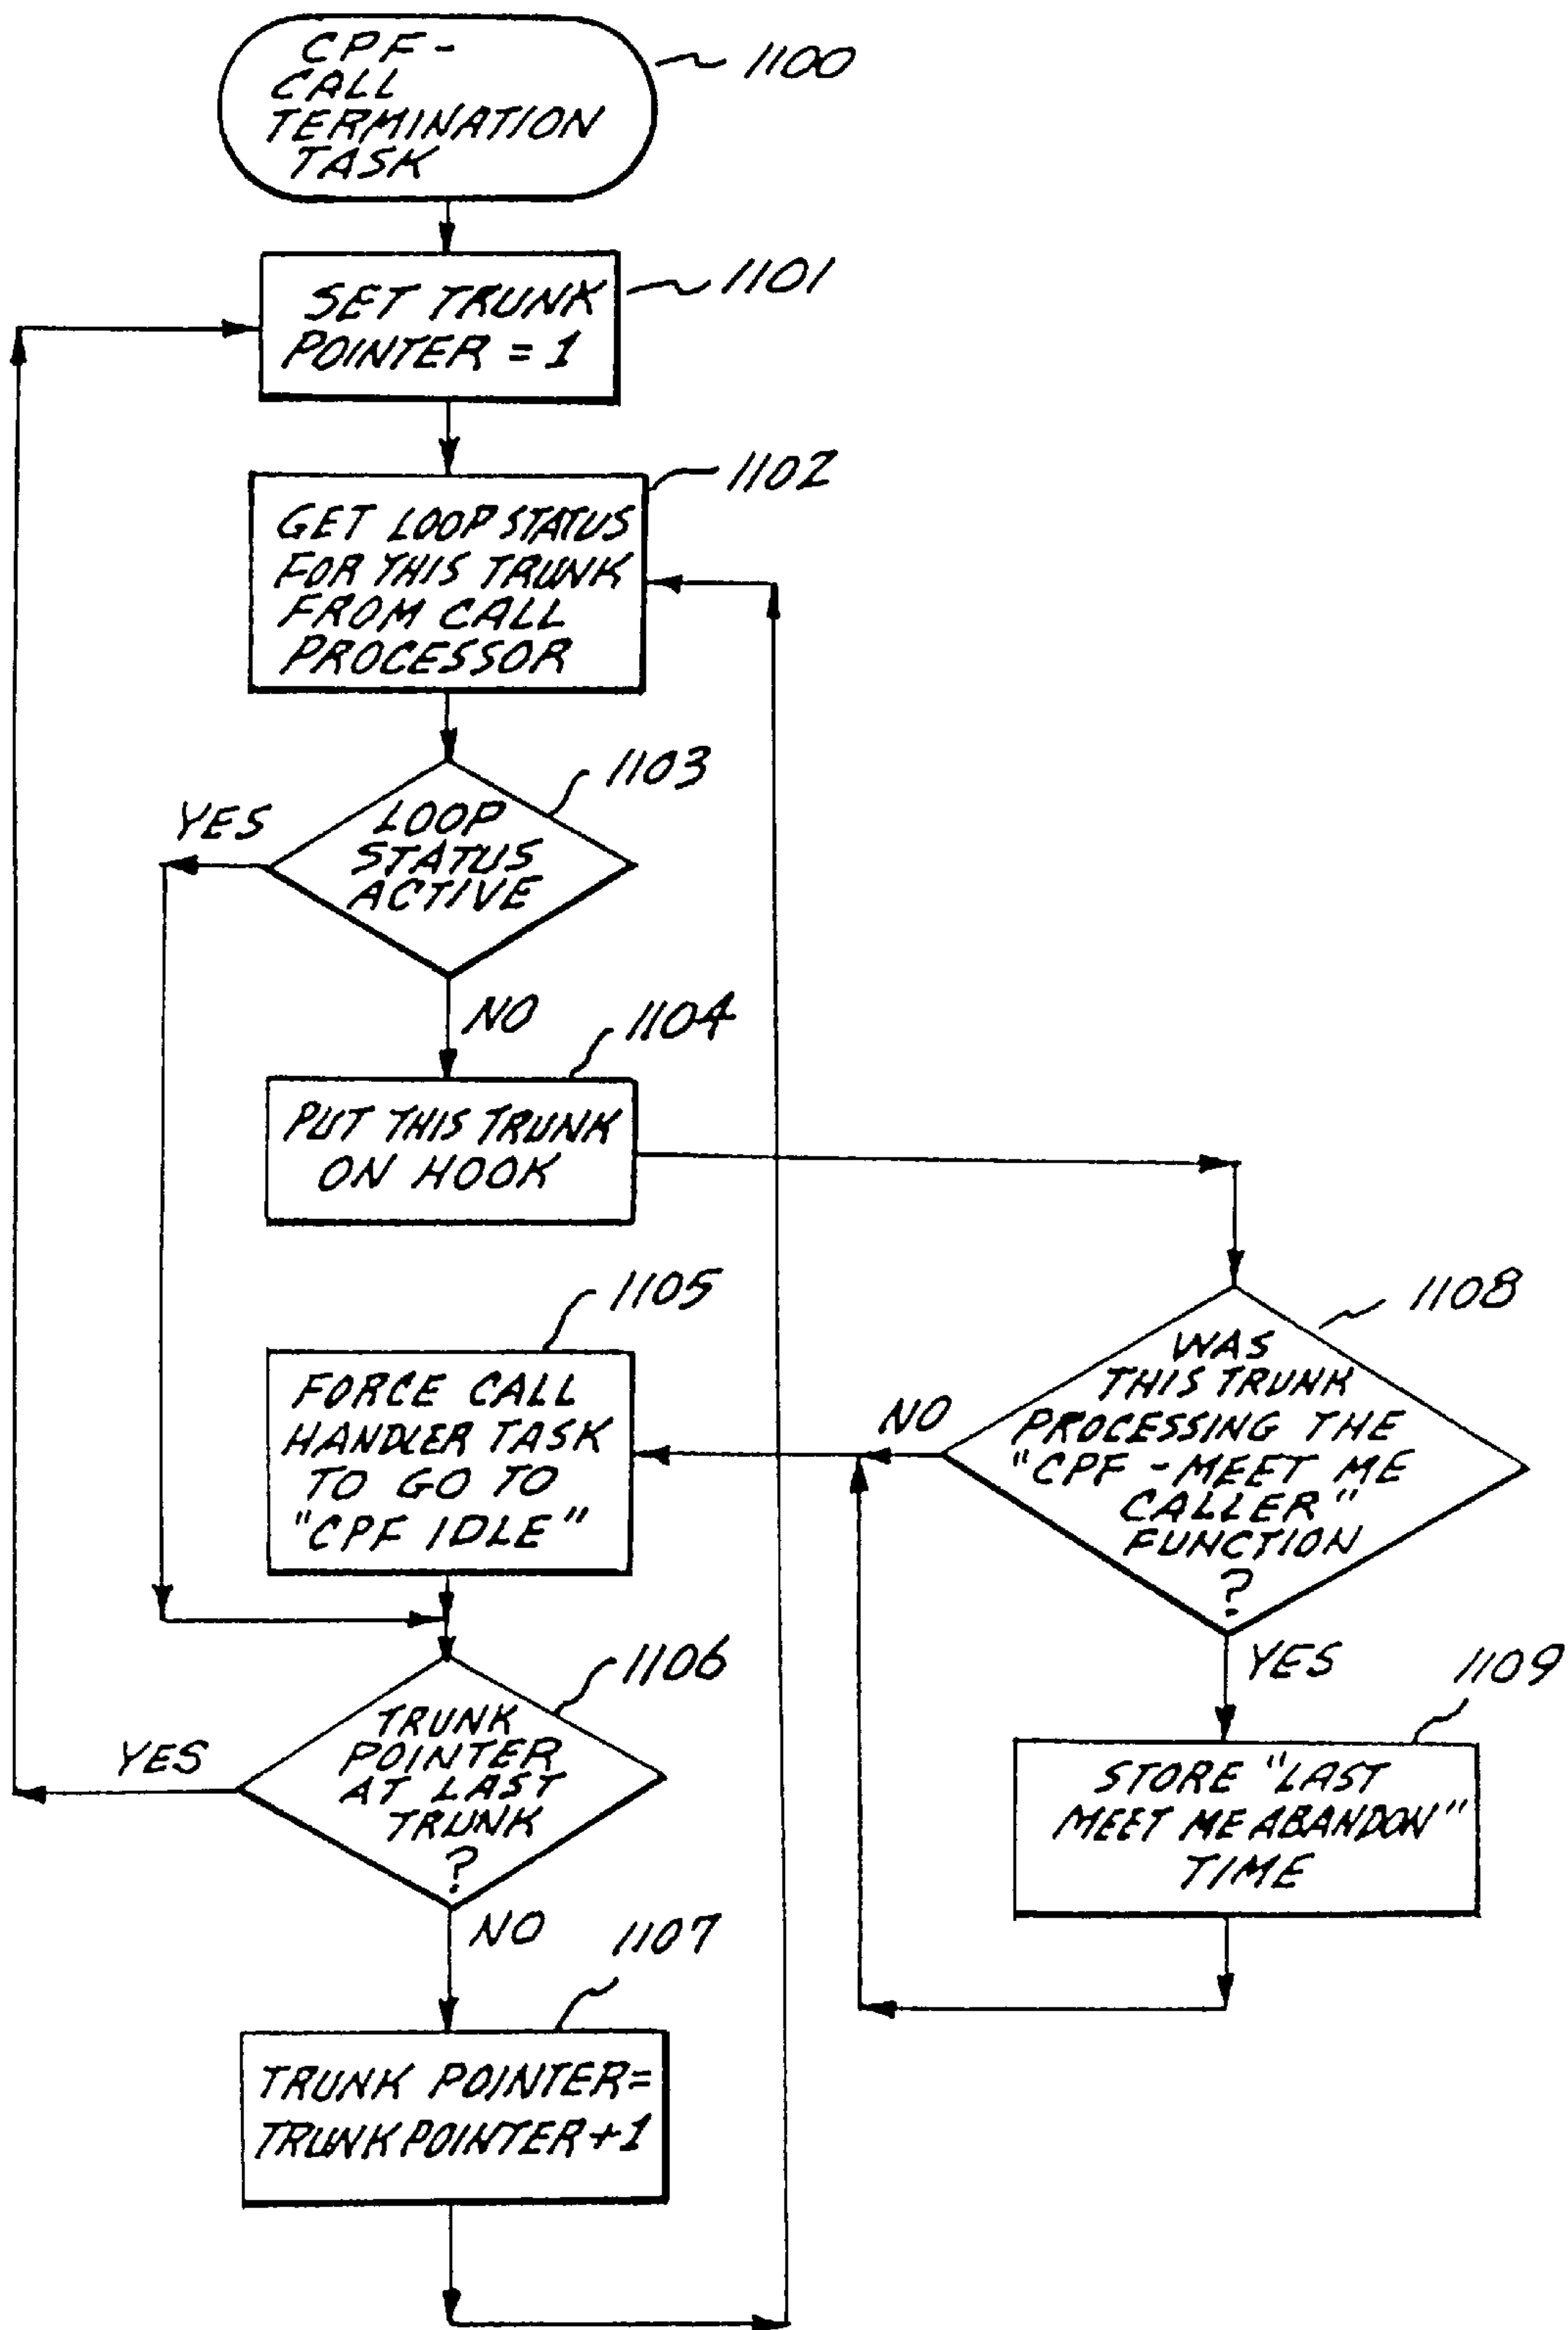 CPF -
CALL
TERMINATION
TASK
1100
SET TRUNK
POINTER = 1
1101
GET LOOP STATUS
FOR THIS TRUNK
FROM CALL
PROCESSOR
1102
LOOP
STATUS
ACTIVE
1103
YES
NO
PUT THIS TRUNK
ON HOOK
1104
FORCE CALL
HANDLER TASK
TO GO TO
"CPF IDLE"
1105
WAS
THIS TRUNK
PROCESSING THE
"CPF - MEET ME
CALLER"
FUNCTION
?
1108
NO
YES
STORE "LAST
MEET ME ABANDON"
TIME
1109
TRUNK
POINTER
AT LAST
TRUNK
?
1106
YES
NO
TRUNK POINTER =
TRUNK POINTER + 1
1107